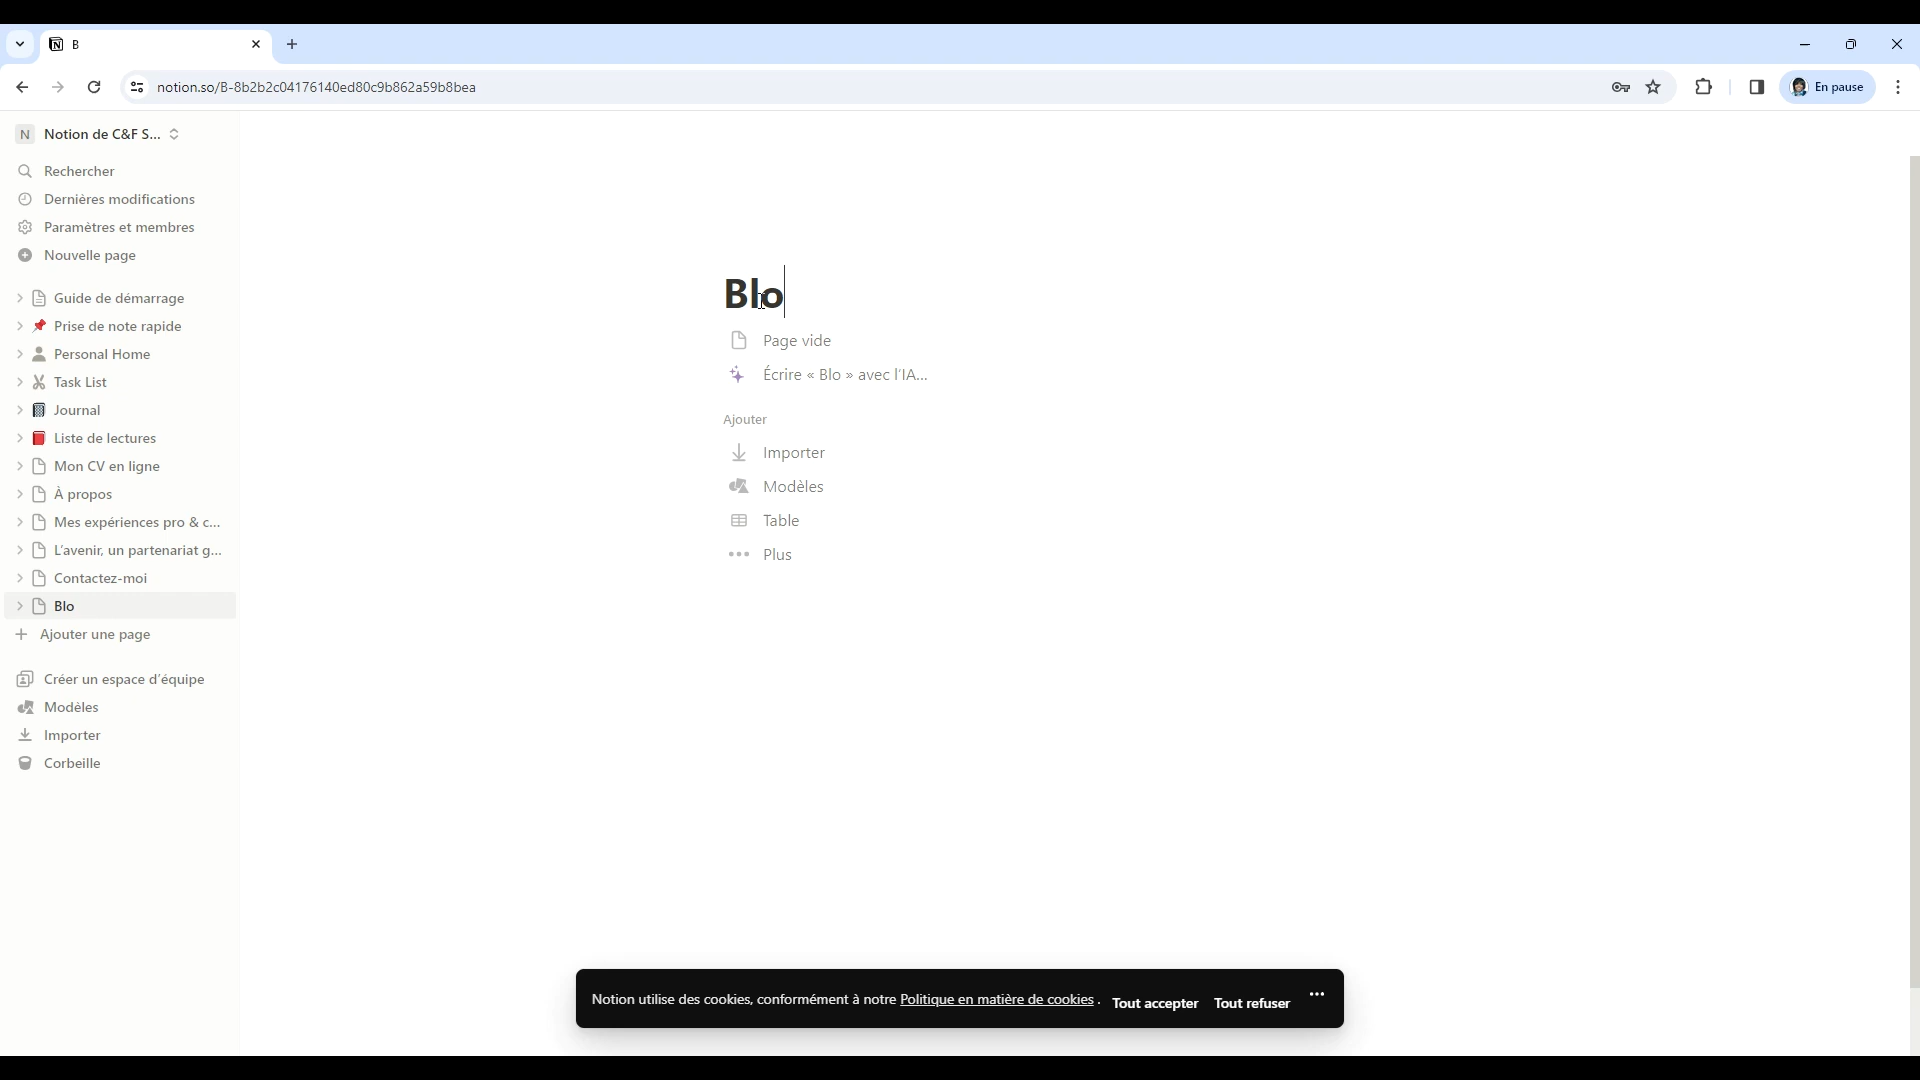 B
notion.so/B-8b2b2c04176140ed80c9b862a59b8bea
En pause
N Notion de C&F S...
Rechercher
Dernières modifications
Paramètres et membres
Nouvelle page
Guide de démarrage
Prise de note rapide
Personal Home
Task List
Journal
Liste de lectures
Mon CV en ligne
À propos
Mes expériences pro & c...
L'avenir, un partenariat g...
Contactez-moi
Blo
Ajouter une page
Créer un espace d'équipe
Modèles
Importer
Corbeille
Blo
Page vide
Écrire « Blo » avec l'IA...
Ajouter
Importer
Modèles
Table
Plus
Notion utilise des cookies, conformément à notre Politique en matière de cookies . Tout accepter Tout refuser